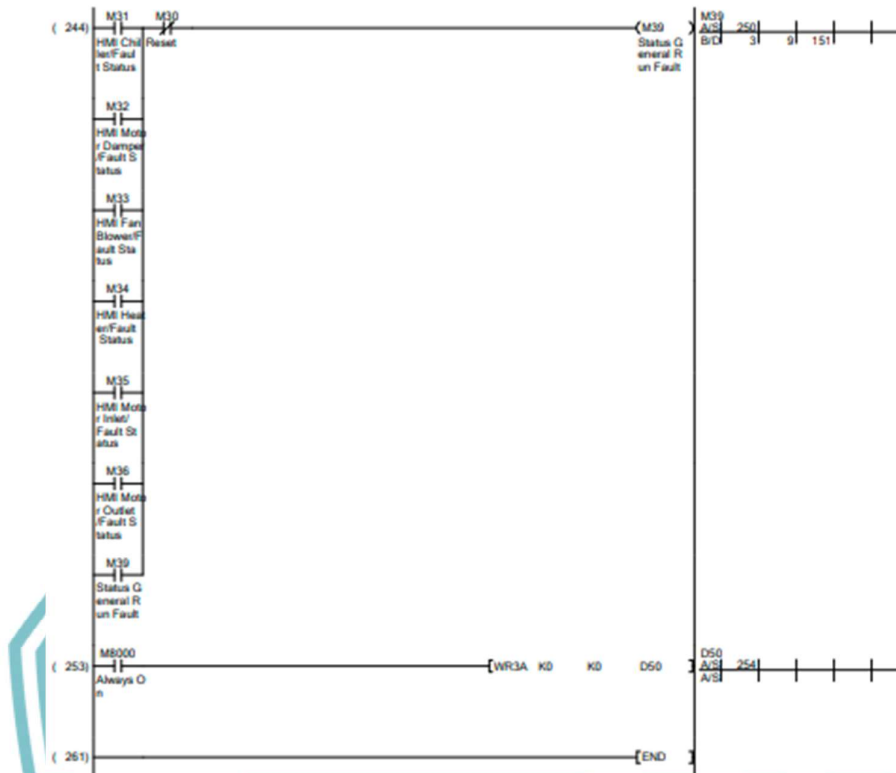 M31 M30 M39
( 244) (M39 ) A/S 250
HMI Chil Reset Status G B/D 3 9 151
ler/Faul eneral R
t Status un Fault
M32
HMI Moto
r Damper
/Fault S
tatus
M33
HMI Fan
Blower/F
ault Sta
tus
M34
HMI Heat
er/Fault
Status
M35
HMI Moto
r Inlet/
Fault St
atus
M36
HMI Moto
r Outlet
/Fault S
tatus
M39
Status G
eneral R
un Fault
M8000 D50
( 253) [WR3A K0 K0 D50 ] A/S 254
Always O A/S
n
( 261) [END ]